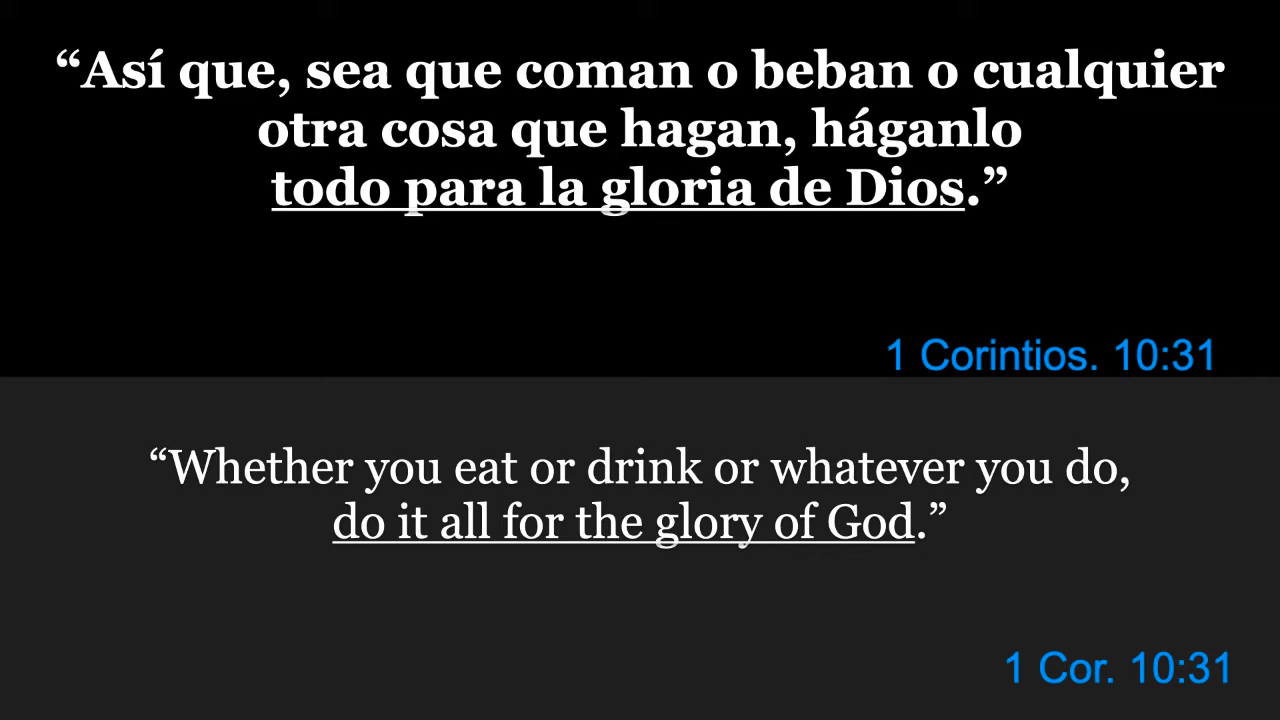 “Así que, sea que coman o beban o cualquier
otra cosa que hagan, háganlo
todo para la gloria de Dios.”
1 Corintios. 10:31
“Whether you eat or drink or whatever you do,
do it all for the glory of God.”
1 Cor. 10:31